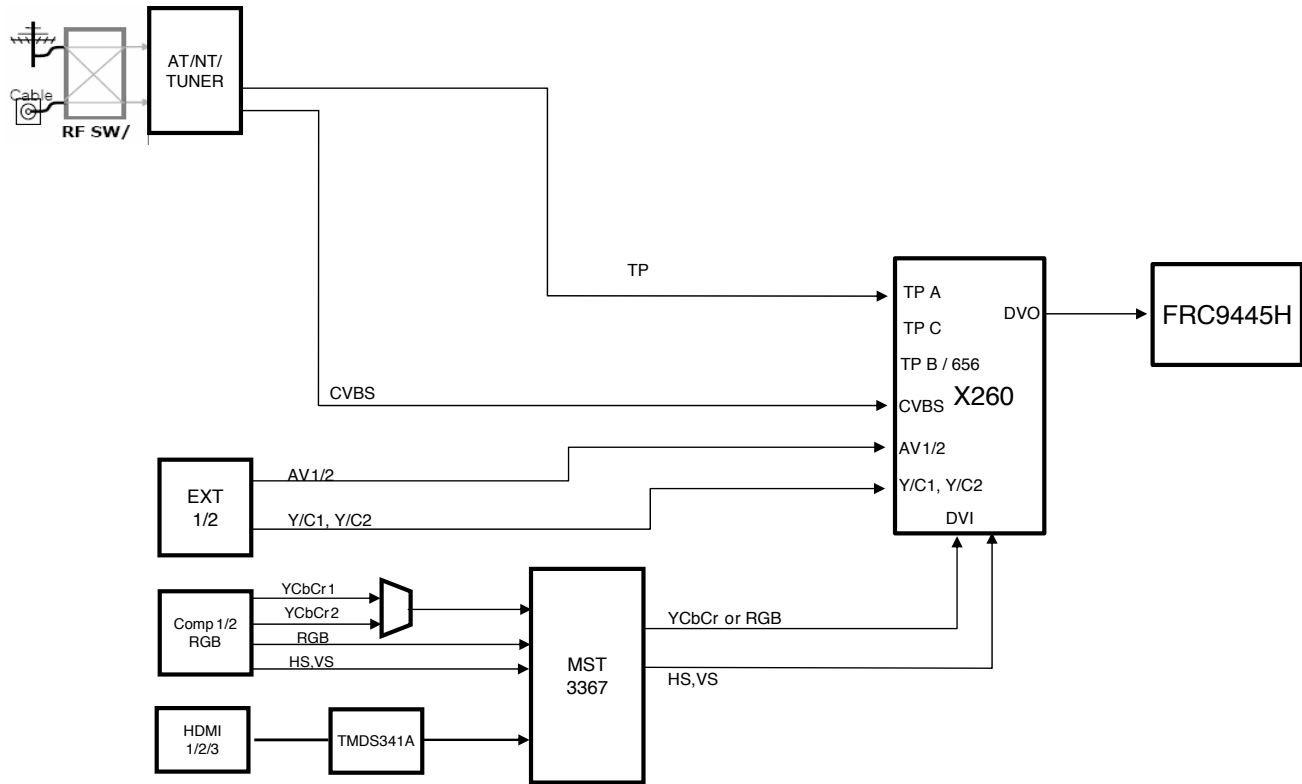 AT/NT/
TUNER
Cable
RF SW/
TP
TP A
DVO
FRC9445H
TP C
TP B / 656
X260
CVBS
CVBS
AV1/2
AV1/2
EXT
1/2
Y/C1, Y/C2
Y/C1, Y/C2
DVI
YCbCr1
YCbCr2
Comp 1/2
RGB
RGB
HS,VS
YCbCr or RGB
MST
3367
HS,VS
HDMI
1/2/3
TMDS341A